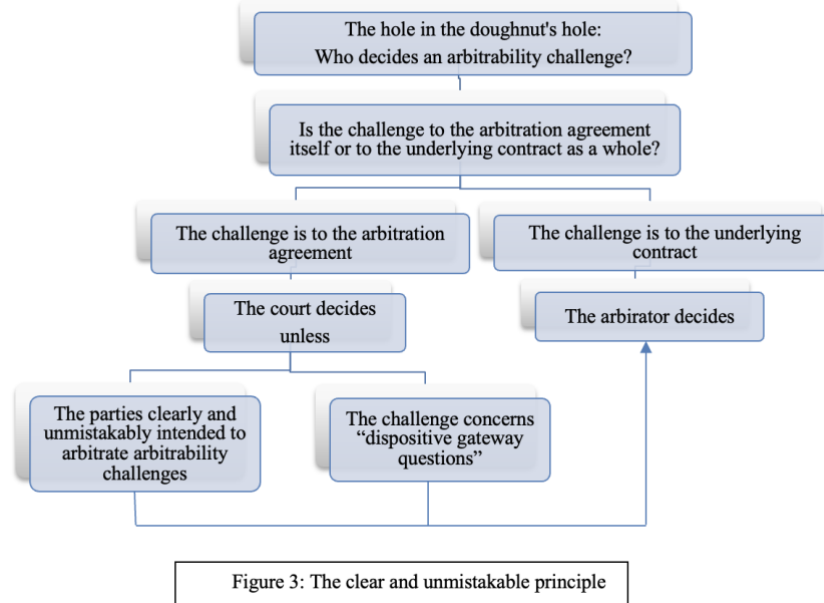 The hole in the doughnut's hole:
Who decides an arbitrability challenge?
Is the challenge to the arbitration agreement
itself or to the underlying contract as a whole?
The challenge is to the arbitration
agreement
The challenge is to the underlying
contract
The court decides
unless
The arbirator decides
The parties clearly and
unmistakably intended to
arbitrate arbitrability
challenges
The challenge concerns
“dispositive gateway
questions”
Figure 3: The clear and unmistakable principle